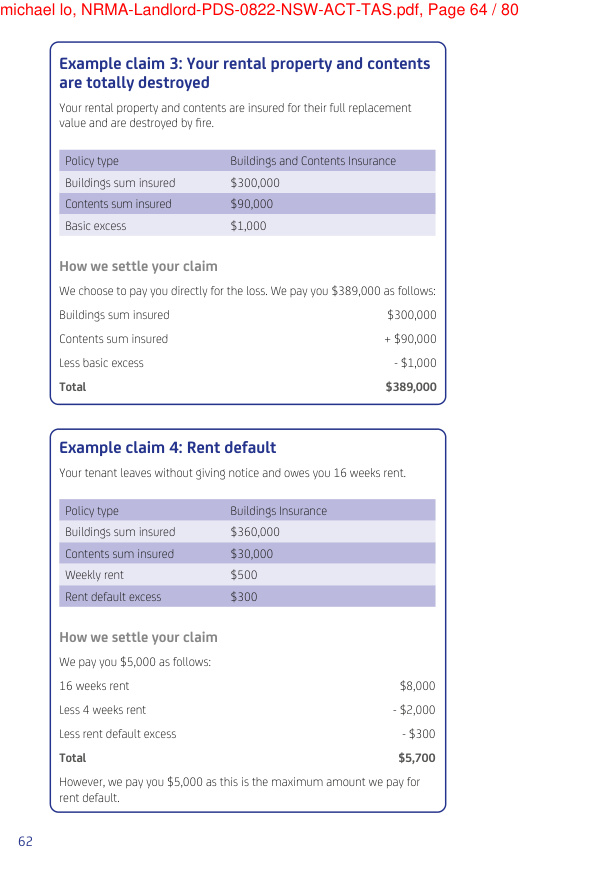 michael lo, NRMA-Landlord-PDS-0822-NSW-ACT-TAS.pdf, Page 64 / 80
Example claim 3: Your rental property and contents
are totally destroyed
Your rental property and contents are insured for their full replacement
value and are destroyed by fire.
Policy type Buildings and Contents Insurance
Buildings sum insured $300,000
Contents sum insured $90,000
Basic excess $1,000
How we settle your claim
We choose to pay you directly for the loss. We pay you $389,000 as follows:
Buildings sum insured $300,000
Contents sum insured + $90,000
Less basic excess - $1,000
Total $389,000
Example claim 4: Rent default
Your tenant leaves without giving notice and owes you 16 weeks rent.
Policy type Buildings Insurance
Buildings sum insured $360,000
Contents sum insured $30,000
Weekly rent $500
Rent default excess $300
How we settle your claim
We pay you $5,000 as follows:
16 weeks rent $8,000
Less 4 weeks rent - $2,000
Less rent default excess - $300
Total $5,700
However, we pay you $5,000 as this is the maximum amount we pay for
rent default.
62